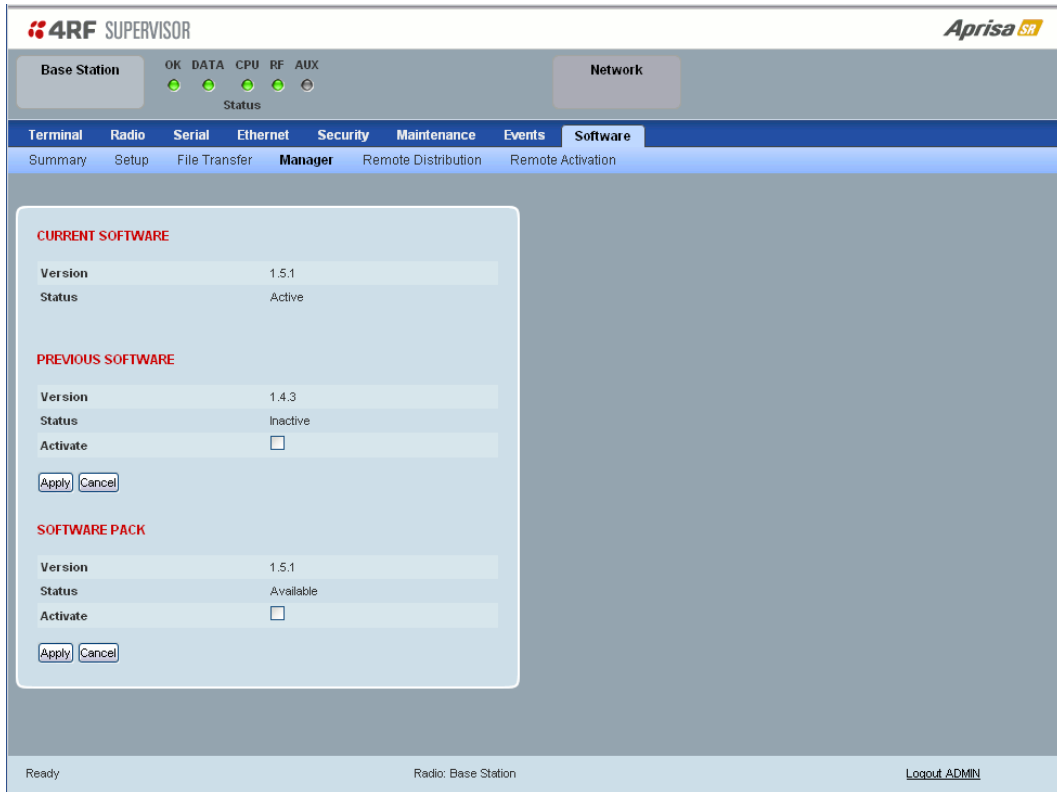 4RF SUPERVISOR
Aprisa SR
Base Station
OK DATA CPU RF AUX
Status
Network
Terminal Radio Serial Ethernet Security Maintenance Events Software
Summary Setup File Transfer Manager Remote Distribution Remote Activation
CURRENT SOFTWARE
Version 1.5.1
Status Active
PREVIOUS SOFTWARE
Version 1.4.3
Status Inactive
Activate
Apply Cancel
SOFTWARE PACK
Version 1.5.1
Status Available
Activate
Apply Cancel
Ready Radio: Base Station Logout ADMIN